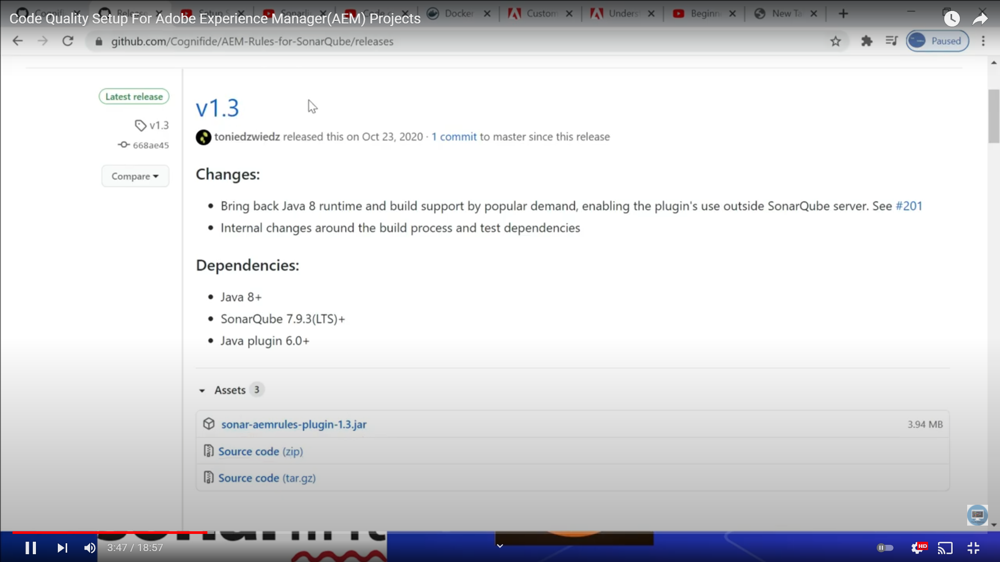 Code Quality Setup For Adobe Experience Manager(AEM) Projects
Docker
Custom
Unders
Beginn
New Ta
github.com/Cognifide/AEM-Rules-for-SonarQube/releases
Paused
Latest release
v1.3
668ae45
Compare
v1.3
toniedzwiedz released this on Oct 23, 2020 · 1 commit to master since this release
Changes:
• Bring back Java 8 runtime and build support by popular demand, enabling the plugin's use outside SonarQube server. See #201
• Internal changes around the build process and test dependencies
Dependencies:
• Java 8+
• SonarQube 7.9.3(LTS)+
• Java plugin 6.0+
Assets 3
sonar-aemrules-plugin-1.3.jar
3.94 MB
Source code (zip)
Source code (tar.gz)
3:47 / 18:57
HD